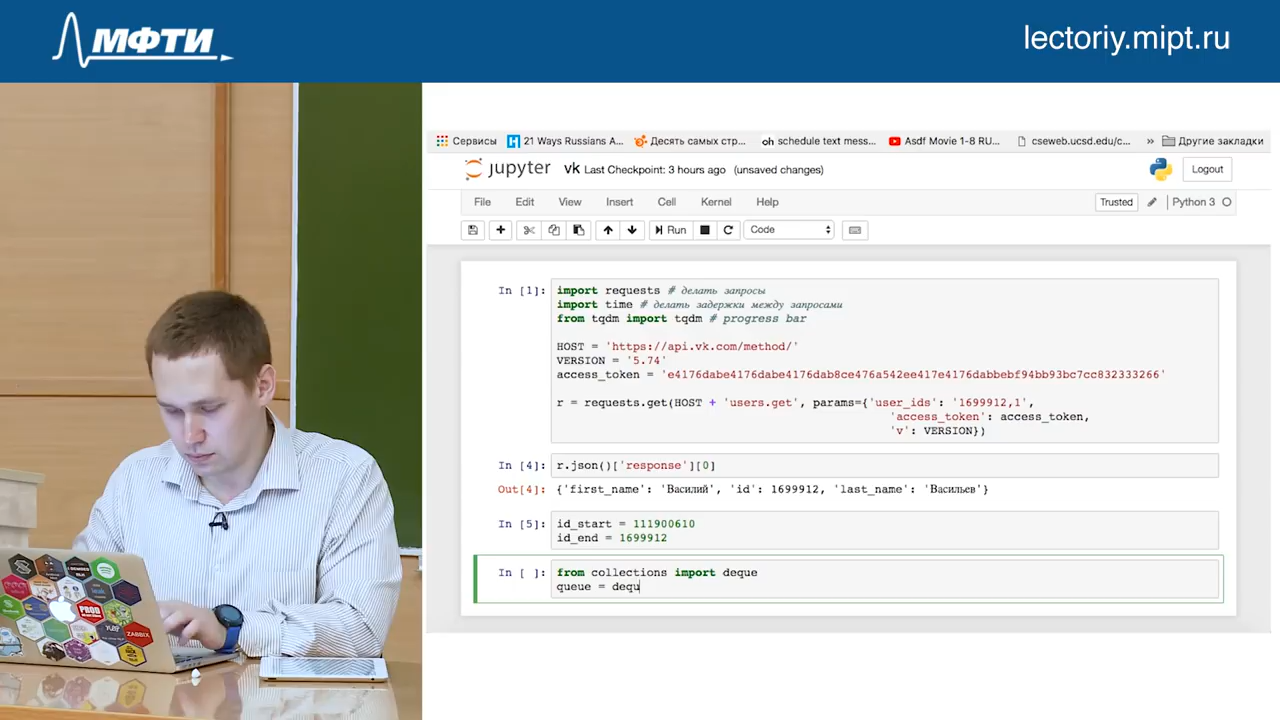 МФТИ
lectoriy.mipt.ru
Сервисы
21 Ways Russians A...
Десять самых стр...
oh schedule text mess...
Asdf Movie 1-8 RU...
cseweb.ucsd.edu/c...
»
Другие закладки
jupyter vk Last Checkpoint: 3 hours ago (unsaved changes)
Logout
File Edit View Insert Cell Kernel Help
Trusted
Python 3
Run
Code
In [1]: import requests # делать запросы
import time # делать задержки между запросами
from tqdm import tqdm # progress bar
HOST = 'https://api.vk.com/method/'
VERSION = '5.74'
access_token = 'e4176dabe4176dabe4176dab8ce476a542ee417e4176dabbebf94bb93bc7cc832333266'
r = requests.get(HOST + 'users.get', params={'user_ids': '1699912,1',
'access_token': access_token,
'v': VERSION})
In [4]: r.json()['response'][0]
Out[4]: {'first_name': 'Василий', 'id': 1699912, 'last_name': 'Васильев'}
In [5]: id_start = 111900610
id_end = 1699912
In [ ]: from collections import deque
queue = dequ
PROD
ZABBIX